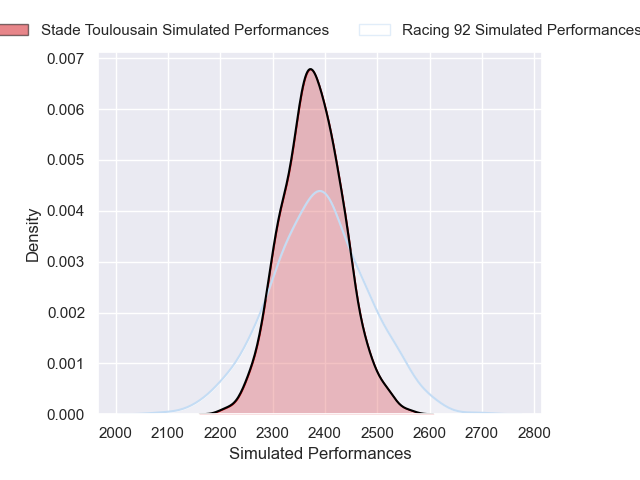 Stade Toulousain Simulated Performances Racing 92 Simulated Performances
0.007
0.006
0.005
0.004
0.003
0.002
0.001
0.000
Density
2000 2100 2200 2300 2400 2500 2600 2700 2800
Simulated Performances